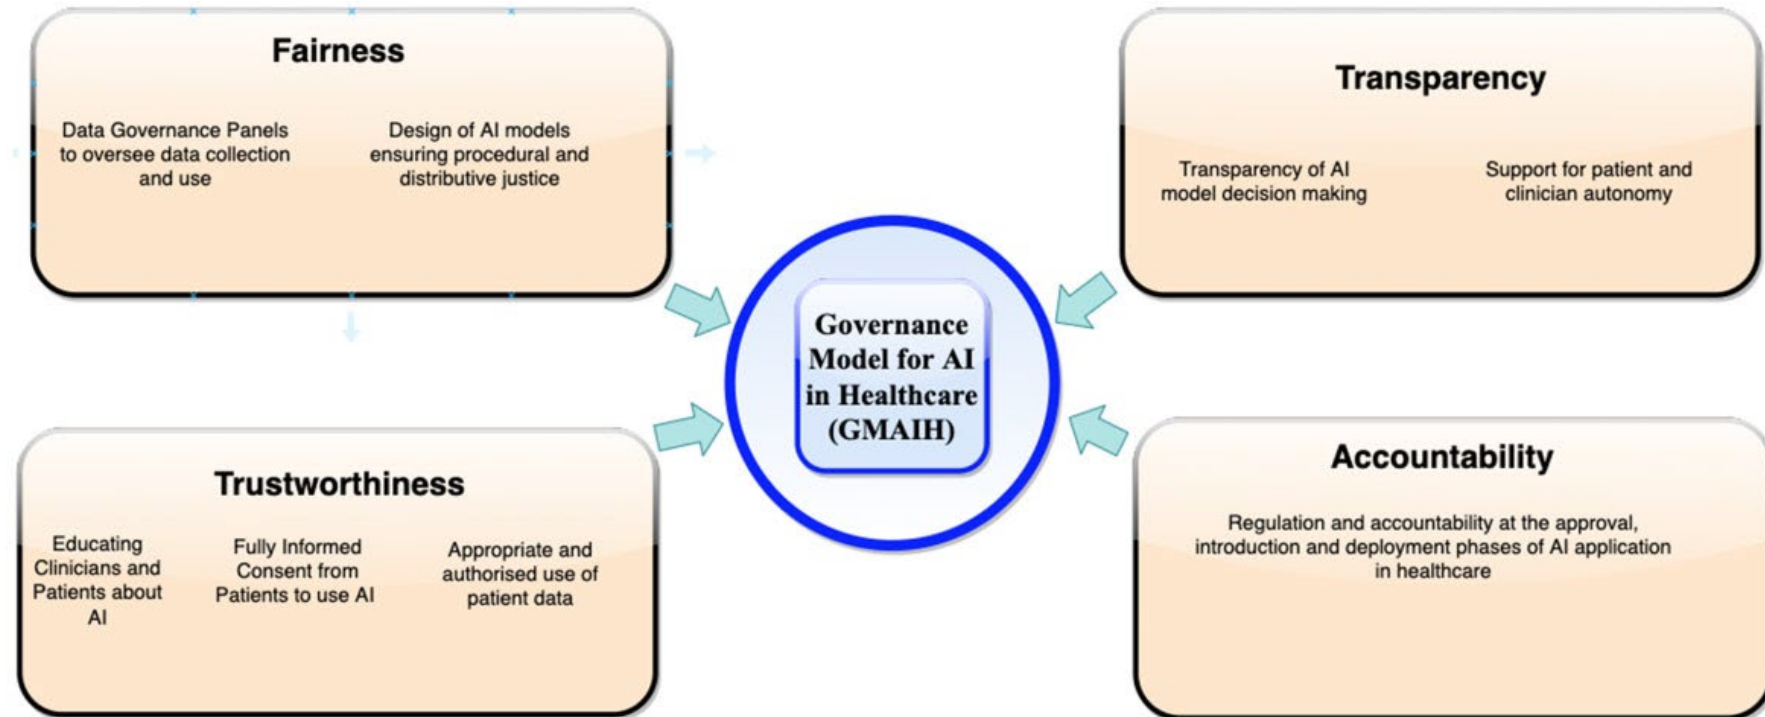 Fairness
Data Governance Panels
to oversee data collection
and use
Design of AI models
ensuring procedural and
distributive justice
Transparency
Transparency of AI
model decision making
Support for patient and
clinician autonomy
Governance
Model for AI
in Healthcare
(GMAIH)
Trustworthiness
Educating
Clinicians and
Patients about
AI
Fully Informed
Consent from
Patients to use AI
Appropriate and
authorised use of
patient data
Accountability
Regulation and accountability at the approval,
introduction and deployment phases of AI application
in healthcare